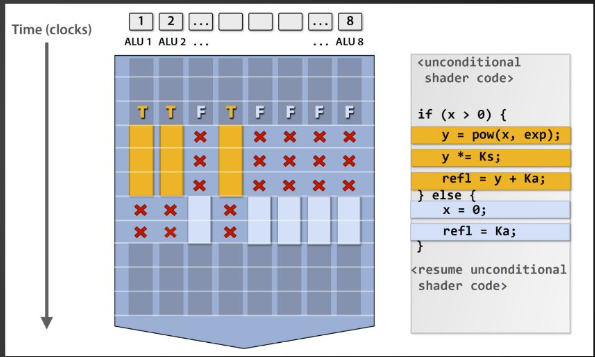 1 2 ... ... 8
Time (clocks)
ALU 1 ALU 2 ... ... ALU 8
T T F T F F F F
<unconditional
shader code>
if (x > 0) {
y = pow(x, exp);
y *= Ks;
refl = y + Ka;
} else {
x = 0;
refl = Ka;
}
<resume unconditional
shader code>